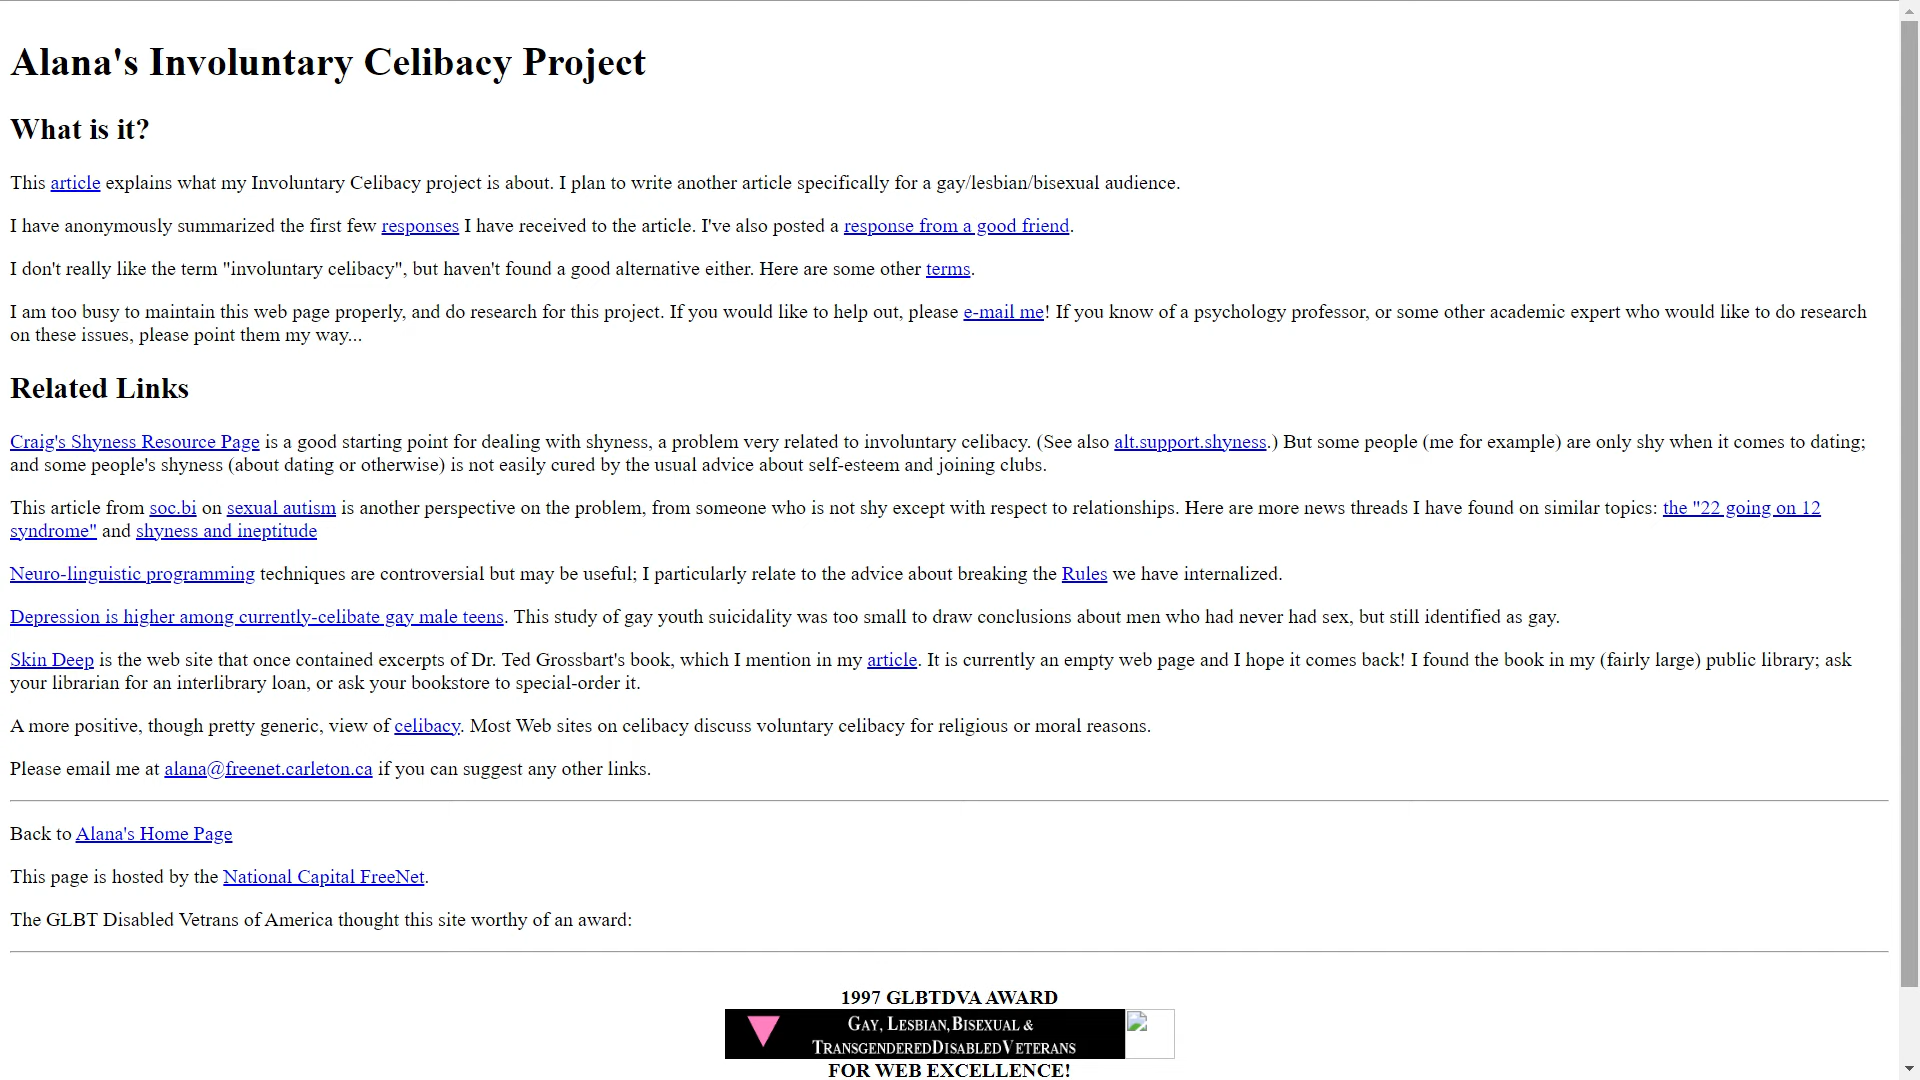 Alana's Involuntary Celibacy Project
What is it?
This article explains what my Involuntary Celibacy project is about. I plan to write another article specifically for a gay/lesbian/bisexual audience.
I have anonymously summarized the first few responses I have received to the article. I've also posted a response from a good friend.
I don't really like the term "involuntary celibacy", but haven't found a good alternative either. Here are some other terms.
I am too busy to maintain this web page properly, and do research for this project. If you would like to help out, please e-mail me! If you know of a psychology professor, or some other academic expert who would like to do research
on these issues, please point them my way...
Related Links
Craig's Shyness Resource Page is a good starting point for dealing with shyness, a problem very related to involuntary celibacy. (See also alt.support.shyness.) But some people (me for example) are only shy when it comes to dating;
and some people's shyness (about dating or otherwise) is not easily cured by the usual advice about self-esteem and joining clubs.
This article from soc.bi on sexual autism is another perspective on the problem, from someone who is not shy except with respect to relationships. Here are more news threads I have found on similar topics: the "22 going on 12
syndrome" and shyness and ineptitude
Neuro-linguistic programming techniques are controversial but may be useful; I particularly relate to the advice about breaking the Rules we have internalized.
Depression is higher among currently-celibate gay male teens. This study of gay youth suicidality was too small to draw conclusions about men who had never had sex, but still identified as gay.
Skin Deep is the web site that once contained excerpts of Dr. Ted Grossbart's book, which I mention in my article. It is currently an empty web page and I hope it comes back! I found the book in my (fairly large) public library; ask
your librarian for an interlibrary loan, or ask your bookstore to special-order it.
A more positive, though pretty generic, view of celibacy. Most Web sites on celibacy discuss voluntary celibacy for religious or moral reasons.
Please email me at alana@freenet.carleton.ca if you can suggest any other links.
Back to Alana's Home Page
This page is hosted by the National Capital FreeNet.
The GLBT Disabled Vetrans of America thought this site worthy of an award:
1997 GLBTDVA AWARD
GAY, LESBIAN, BISEXUAL &
TRANSGENDERED DISABLED VETERANS
FOR WEB EXCELLENCE!